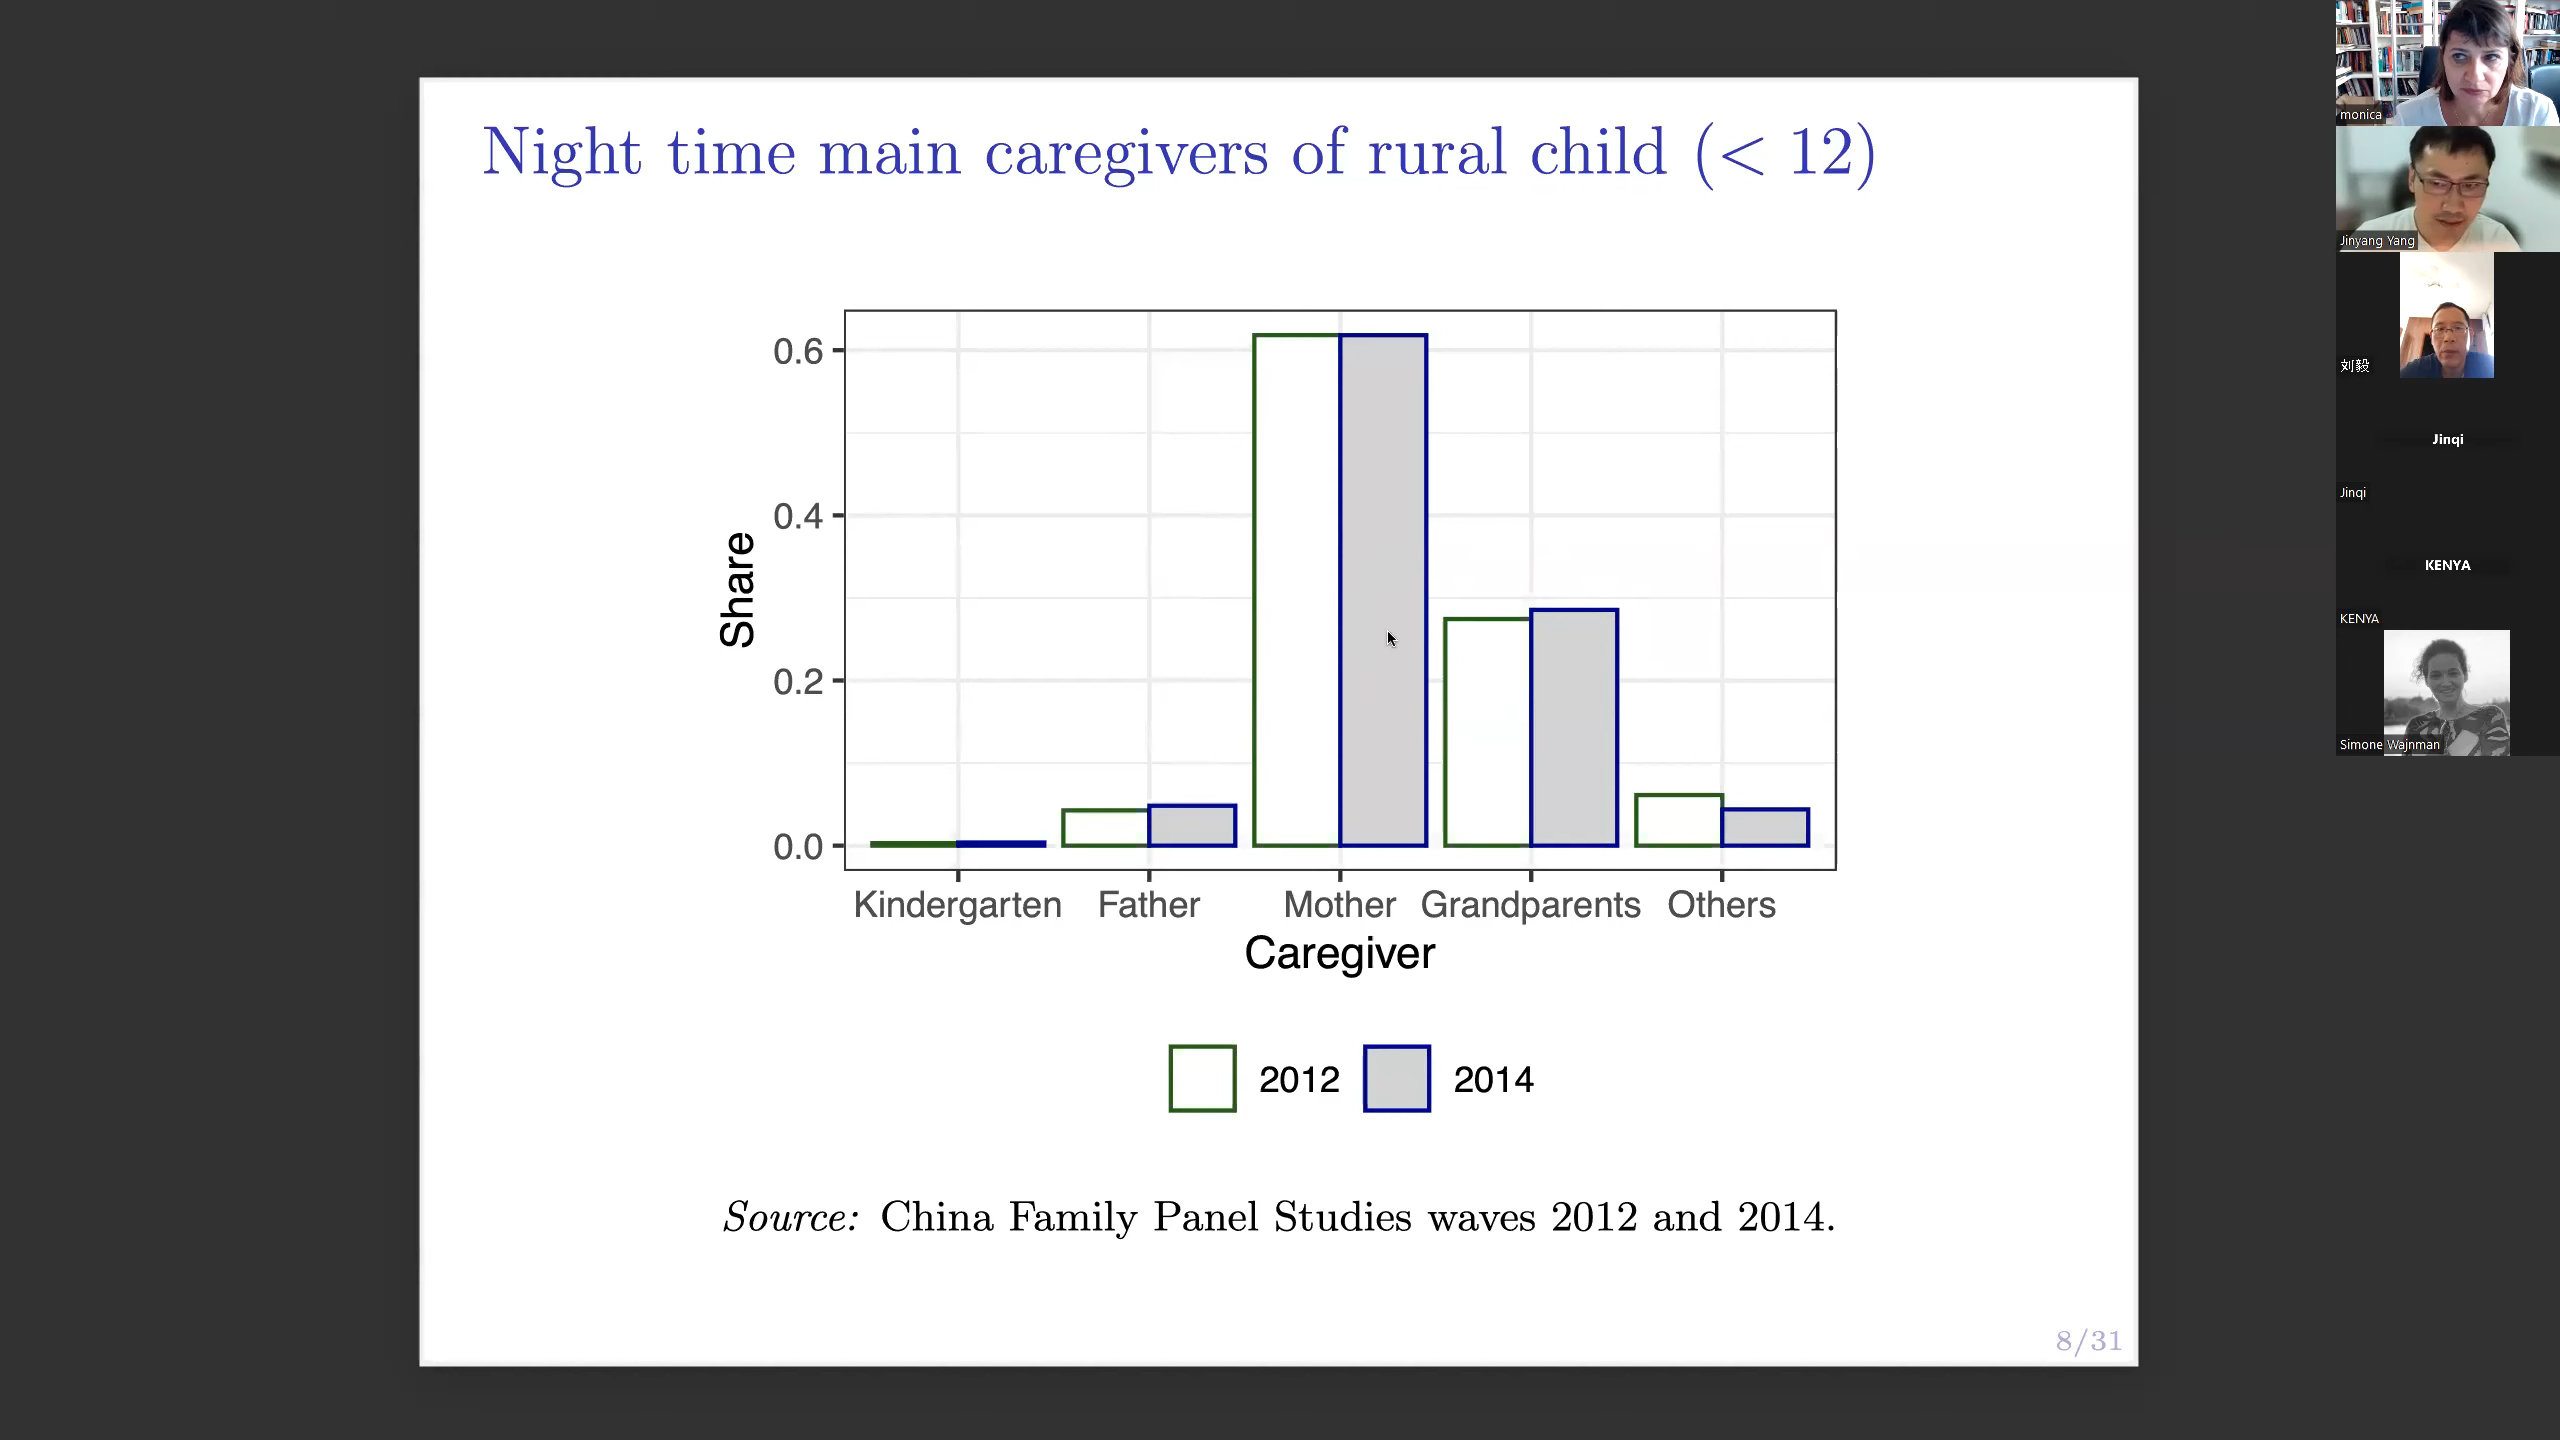 Night time main caregivers of rural child (< 12)
0.6
0.4
0.2
0.0
Share
Kindergarten Father Mother Grandparents Others
Caregiver
2012 2014
Source: China Family Panel Studies waves 2012 and 2014.
8/31
monica
Jinyang Yang
刘毅
Jinqi
Jinqi
KENYA
KENYA
Simone Wajnman